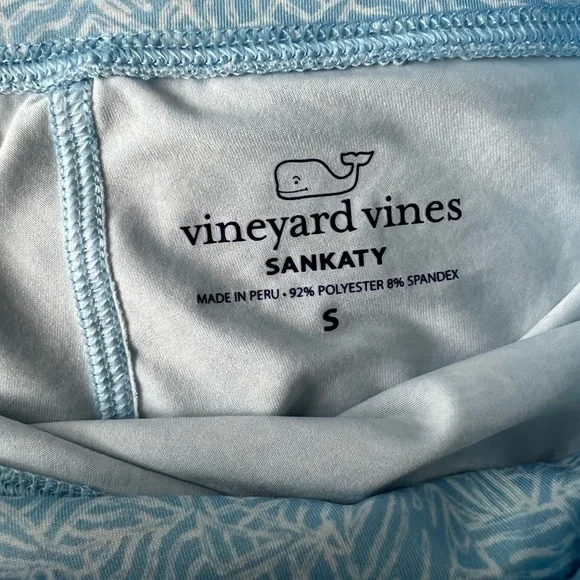 vineyard vines
SANKATY
MADE IN PERU • 92% POLYESTER 8% SPANDEX
S